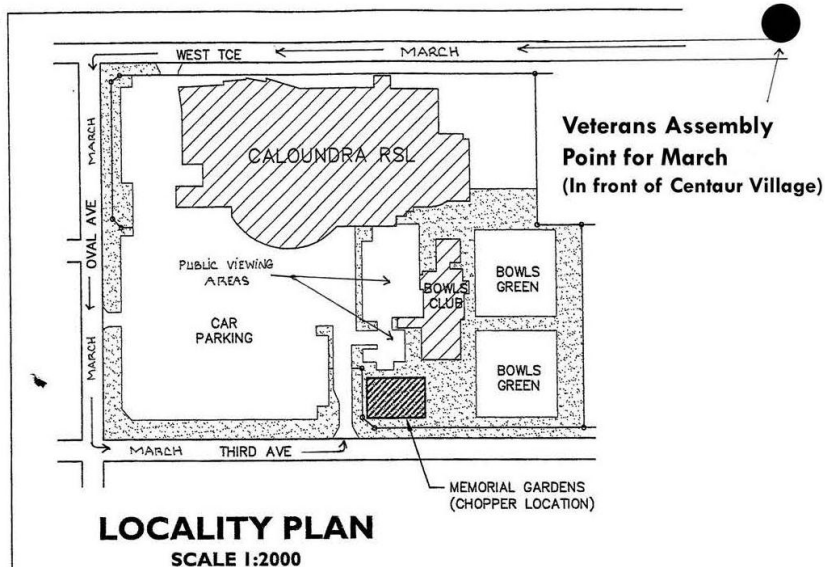 WEST TCE
MARCH
Veterans Assembly
Point for March
(In front of Centaur Village)
MARCH
OVAL AVE
MARCH
CALOUNDRA RSL
PUBLIC VIEWING
AREAS
CAR
PARKING
BOWLS
CLUB
BOWLS
GREEN
BOWLS
GREEN
MARCH
THIRD AVE
MEMORIAL GARDENS
(CHOPPER LOCATION)
LOCALITY PLAN
SCALE 1:2000